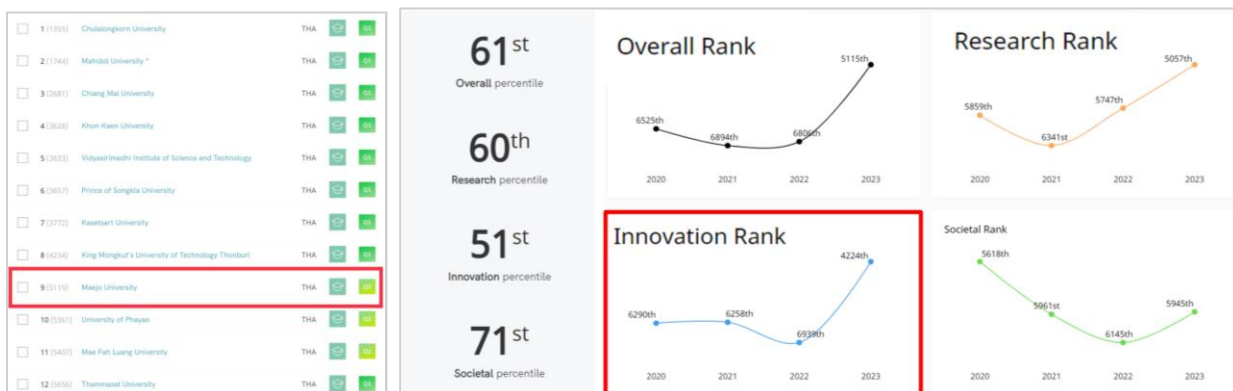 1 (1355) Chulalongkorn University THA Q1
2 (1744) Mahidol University * THA Q1
3 (2681) Chiang Mai University THA Q1
4 (3628) Khon Kaen University THA Q1
5 (3633) Vidyasirimedhi Institute of Science and Technology THA Q1
6 (3657) Prince of Songkla University THA Q1
7 (3772) Kasetsart University THA Q1
8 (4234) King Mongkut's University of Technology Thonburi THA Q1
9 (5115) Maejo University THA Q2
10 (5361) University of Phayao THA Q2
11 (5407) Mae Fah Luang University THA Q2
12 (5656) Thammasat University THA
61st
Overall percentile
60th
Research percentile
51st
Innovation percentile
71st
Societal percentile
Overall Rank
5115th
6525th
6894th
6806th
2020 2021 2022 2023
Research Rank
5057th
5859th
5747th
6341st
2020 2021 2022 2023
Innovation Rank
4224th
6290th
6258th
6939th
2020 2021 2022 2023
Societal Rank
5618th
5961st
5945th
6145th
2020 2021 2022 2023